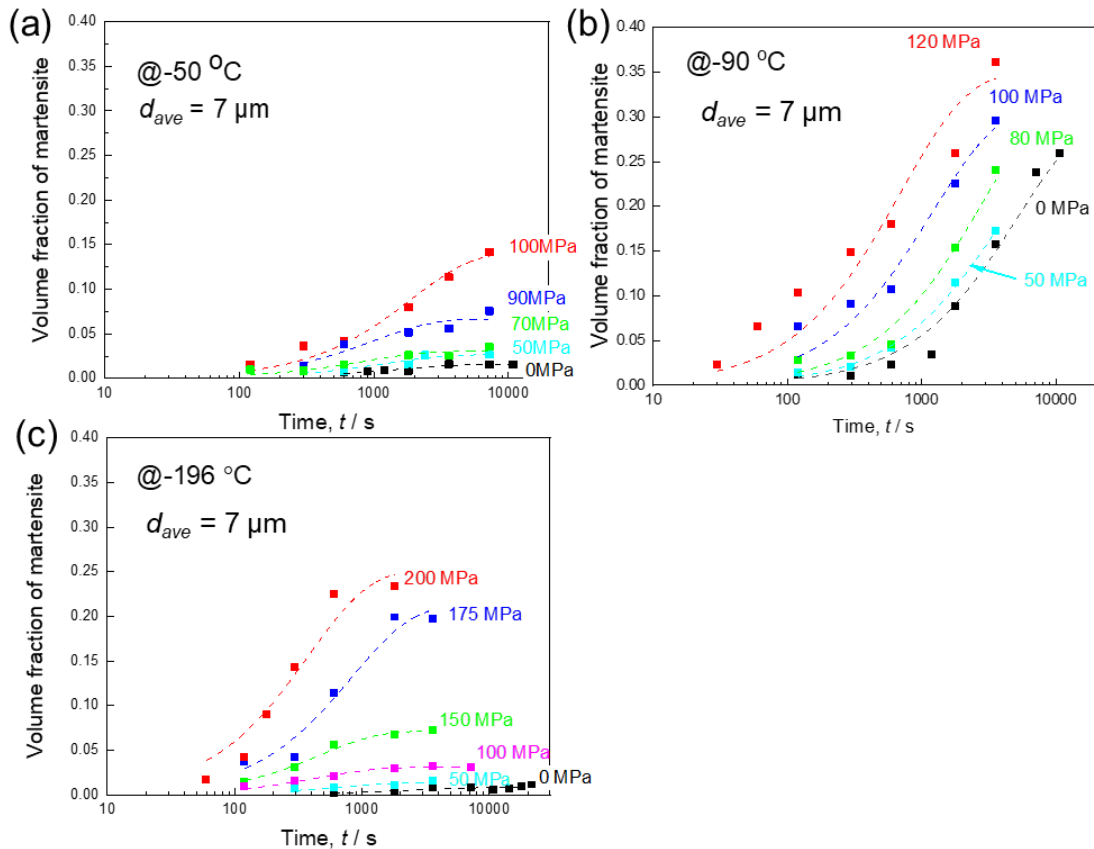 (a)
@-50 °C
d_ave = 7 μm
0.40
0.35
0.30
0.25
0.20
0.15
0.10
0.05
0.00
Volume fraction of martensite
100MPa
90MPa
70MPa
50MPa
0MPa
10
100
1000
10000
Time, t / s
(b)
@-90 °C
d_ave = 7 μm
0.40
0.35
0.30
0.25
0.20
0.15
0.10
0.05
0.00
Volume fraction of martensite
120 MPa
100 MPa
80 MPa
0 MPa
50 MPa
10
100
1000
10000
Time, t / s
(c)
@-196 °C
d_ave = 7 μm
0.40
0.35
0.30
0.25
0.20
0.15
0.10
0.05
0.00
Volume fraction of martensite
200 MPa
175 MPa
150 MPa
100 MPa
50 MPa
0 MPa
10
100
1000
10000
Time, t / s